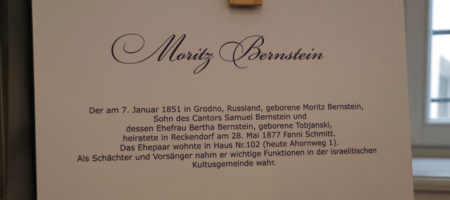 Moritz Bernstein
Der am 7. Januar 1851 in Grodno, Russland, geborene Moritz Bernstein,
Sohn des Cantors Samuel Bernstein und
dessen Ehefrau Bertha Bernstein, geborene Tobjanski,
heiratete in Reckendorf am 28. Mai 1877 Fanni Schmitt.
Das Ehepaar wohnte in Haus Nr.102 (heute Ahornweg 1).
Als Schächter und Vorsänger nahm er wichtige Funktionen in der israelitischen
Kultusgemeinde wahr.